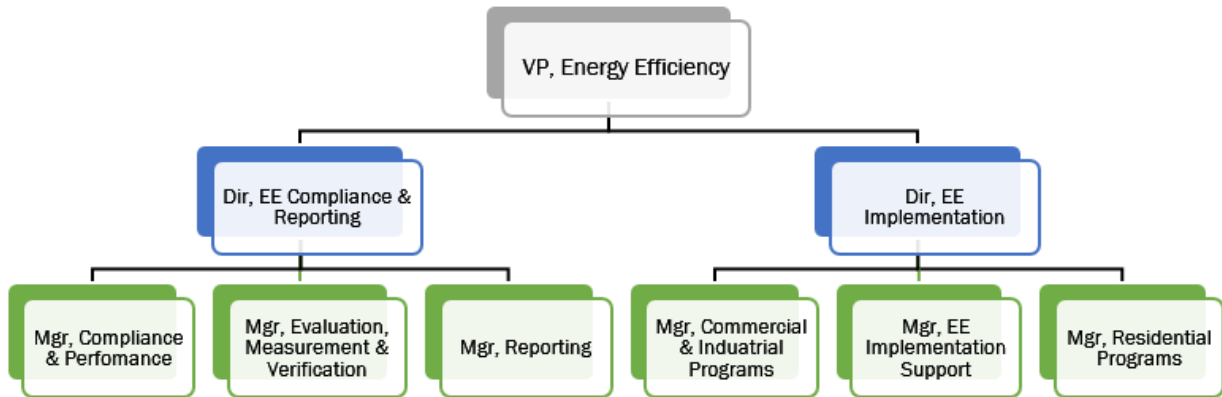 VP, Energy Efficiency
Dir, EE Compliance &
Reporting
Dir, EE
Implementation
Mgr, Compliance
& Perfomance
Mgr, Evaluation,
Measurement &
Verification
Mgr, Reporting
Mgr, Commercial
& Induatrial
Programs
Mgr, EE
Implementation
Support
Mgr, Residential
Programs